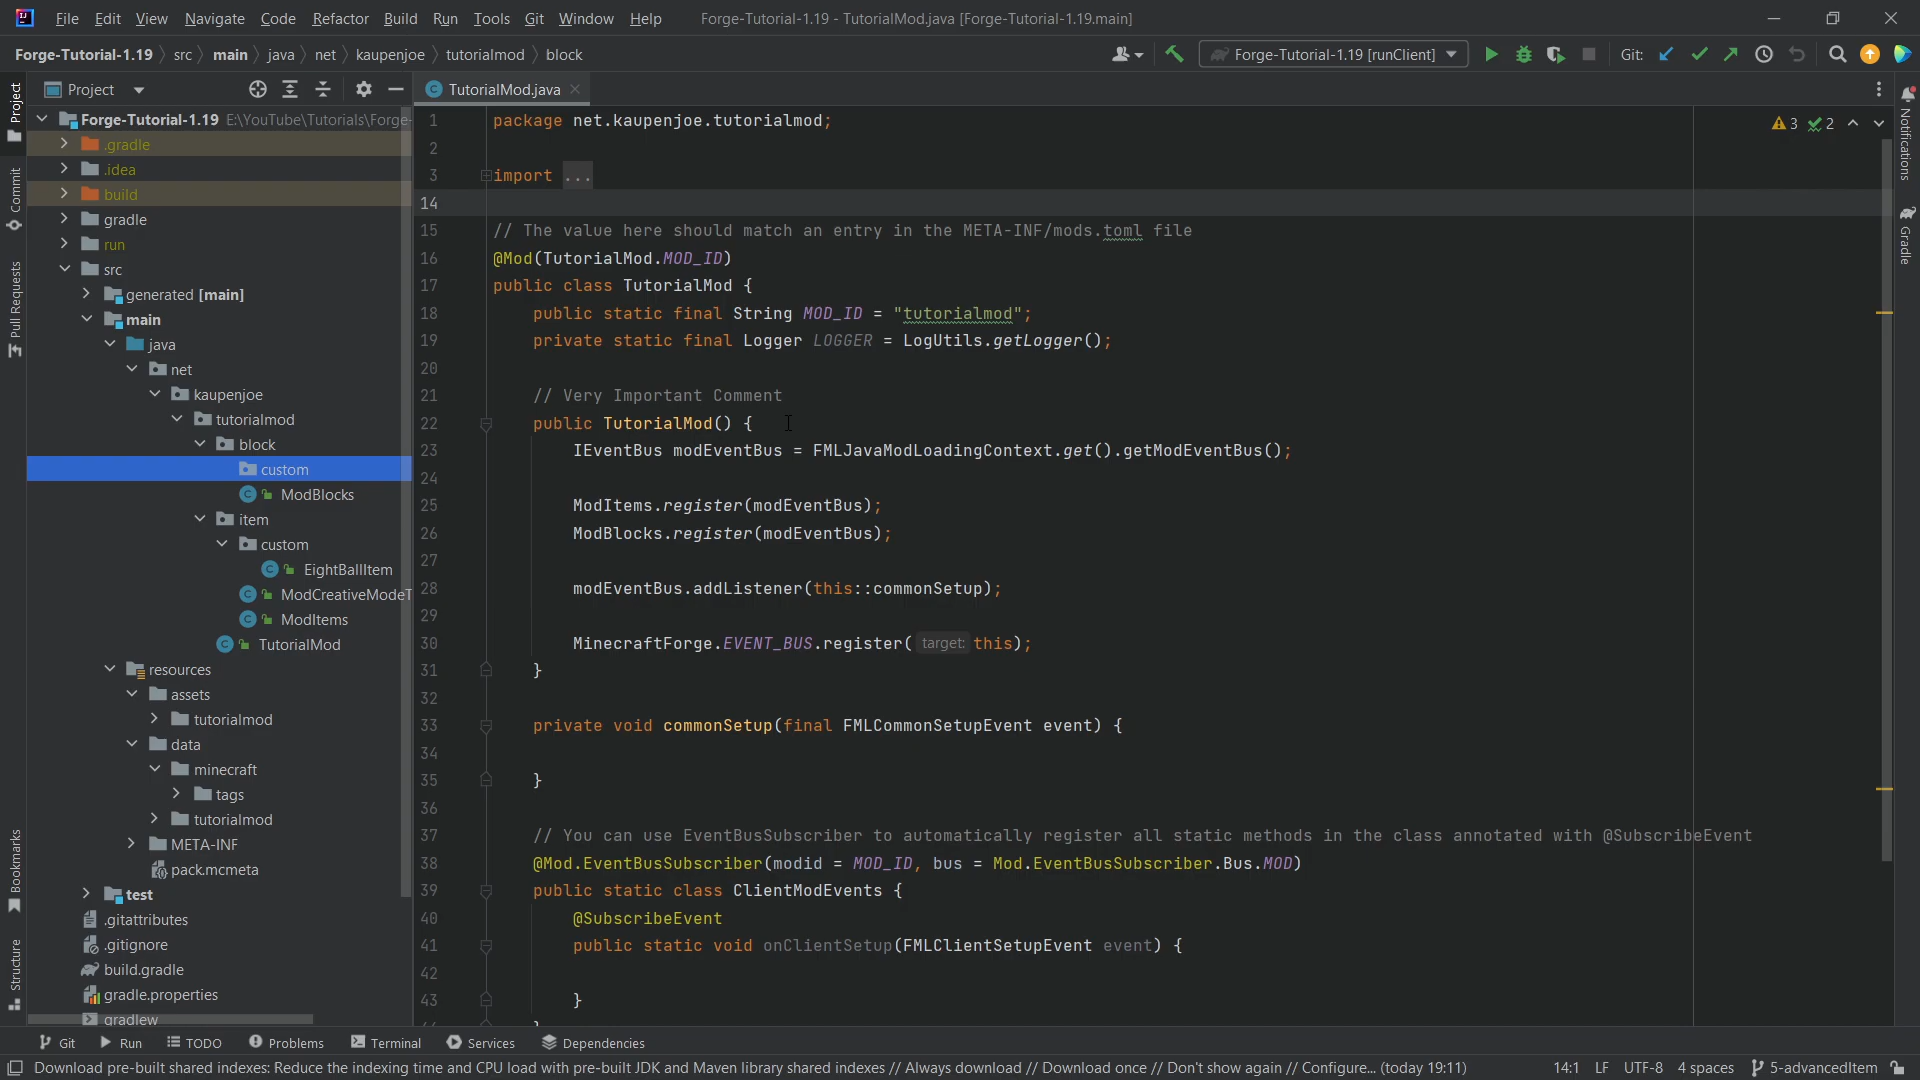 File Edit View Navigate Code Refactor Build Run Tools Git Window Help Forge-Tutorial-1.19 - TutorialMod.java [Forge-Tutorial-1.19.main]
Forge-Tutorial-1.19 src main java net kaupenjoe tutorialmod block Forge-Tutorial-1.19 [runClient] Git:
Project
TutorialMod.java
Forge-Tutorial-1.19 E:\YouTube\Tutorials\Forge-
.gradle
.idea
build
gradle
run
src
generated [main]
main
java
net
kaupenjoe
tutorialmod
block
custom
ModBlocks
item
custom
EightBallItem
ModCreativeModeT
ModItems
TutorialMod
resources
assets
tutorialmod
data
minecraft
tags
tutorialmod
META-INF
pack.mcmeta
test
.gitattributes
.gitignore
build.gradle
gradle.properties
gradlew
Project
Commit
Pull Requests
Bookmarks
Structure
1 package net.kaupenjoe.tutorialmod;
2
3 import ...
14
15 // The value here should match an entry in the META-INF/mods.toml file
16 @Mod(TutorialMod.MOD_ID)
17 public class TutorialMod {
18 public static final String MOD_ID = "tutorialmod";
19 private static final Logger LOGGER = LogUtils.getLogger();
20
21 // Very Important Comment
22 public TutorialMod() {
23 IEventBus modEventBus = FMLJavaModLoadingContext.get().getModEventBus();
24
25 ModItems.register(modEventBus);
26 ModBlocks.register(modEventBus);
27
28 modEventBus.addListener(this::commonSetup);
29
30 MinecraftForge.EVENT_BUS.register( target: this);
31 }
32
33 private void commonSetup(final FMLCommonSetupEvent event) {
34
35 }
36
37 // You can use EventBusSubscriber to automatically register all static methods in the class annotated with @SubscribeEvent
38 @Mod.EventBusSubscriber(modid = MOD_ID, bus = Mod.EventBusSubscriber.Bus.MOD)
39 public static class ClientModEvents {
40 @SubscribeEvent
41 public static void onClientSetup(FMLClientSetupEvent event) {
42
43 }
3 2
Notifications
Gradle
Git Run TODO Problems Terminal Services Dependencies
Download pre-built shared indexes: Reduce the indexing time and CPU load with pre-built JDK and Maven library shared indexes // Always download // Download once // Don't show again // Configure... (today 19:11) 14:1 LF UTF-8 4 spaces 5-advancedItem